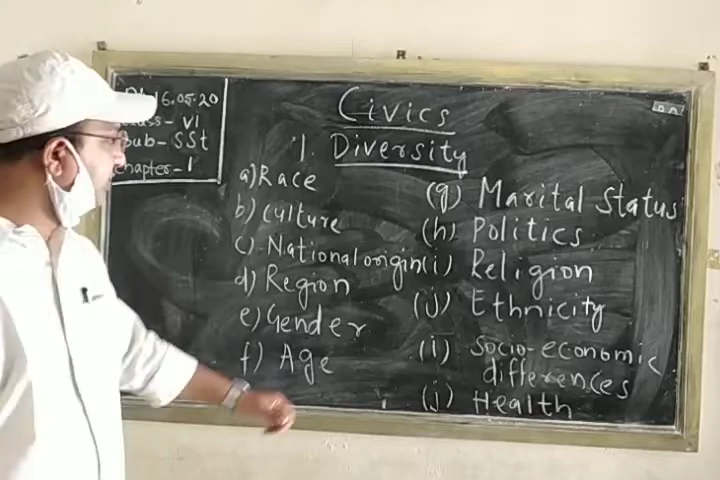 16.05.20
Class- VI
Sub- SSt
Chapter-1
Civics
1. Diversity
a) Race
b) Culture
c) National origin
d) Region
e) Gender
f) Age
(g) Marital Status
(h) Politics
(i) Religion
(J) Ethnicity
(i) Socio-economic
differences
(j) Health